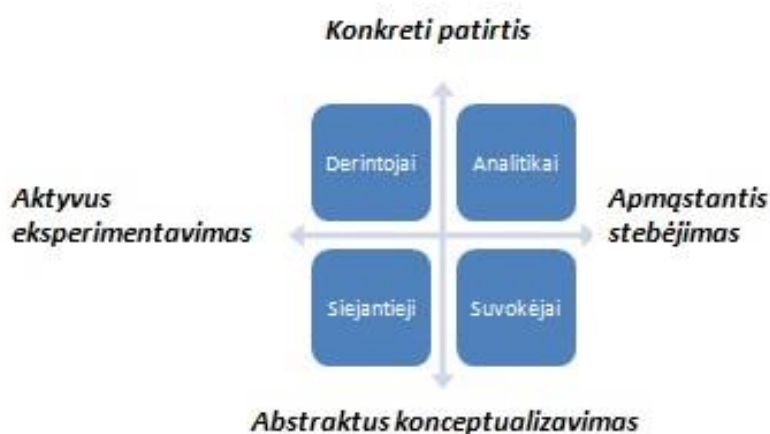 Konkreti patirtis
Derintojai
Analitikai
Aktyvus
eksperimentavimas
Apmąstantis
stebėjimas
Siejantieji
Suvokėjai
Abstraktus konceptualizavimas